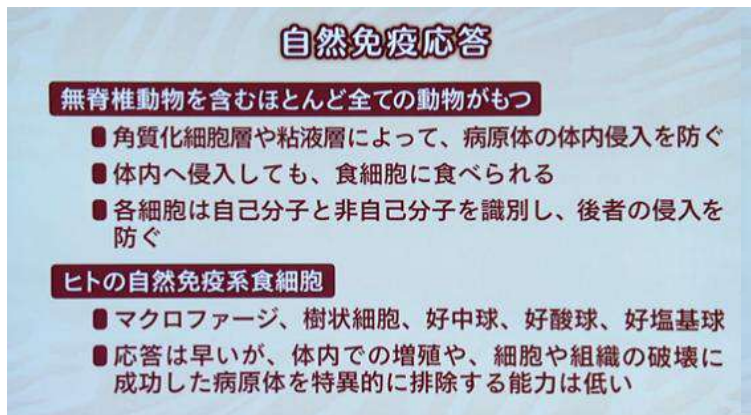 自然免疫応答
無脊椎動物を含むほとんど全ての動物がもつ
角質化細胞層や粘液層によって、病原体の体内侵入を防ぐ
体内へ侵入しても、食細胞に食べられる
各細胞は自己分子と非自己分子を識別し、後者の侵入を
防ぐ
ヒトの自然免疫系食細胞
マクロファージ、樹状細胞、好中球、好酸球、好塩基球
応答は早いが、体内での増殖や、細胞や組織の破壊に
成功した病原体を特異的に排除する能力は低い